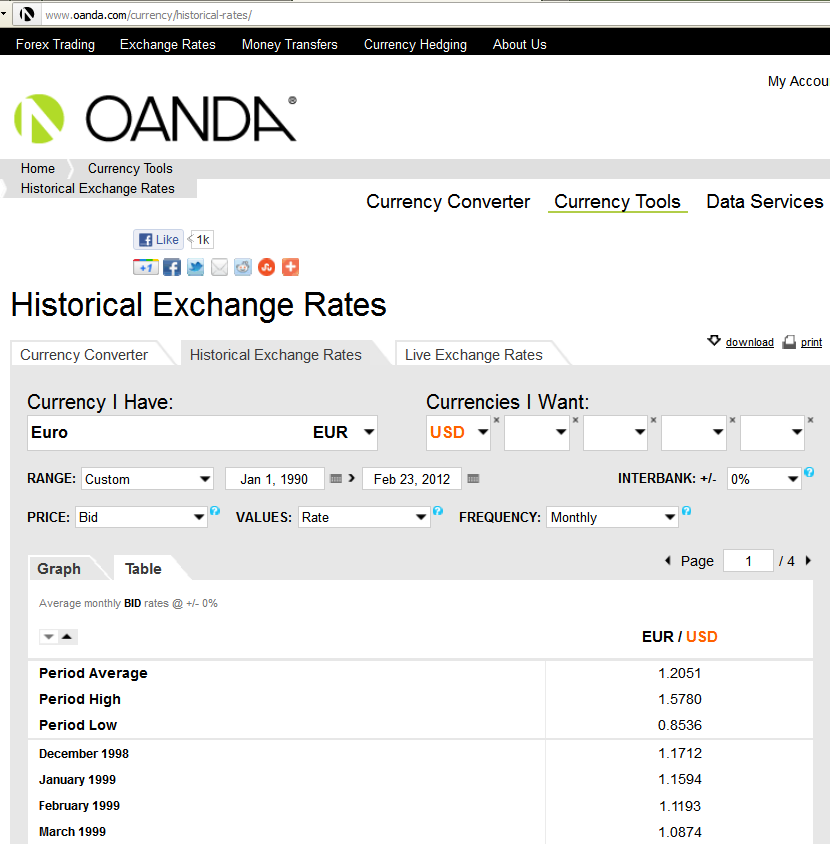 www.oanda.com/currency/historical-rates/
Forex Trading Exchange Rates Money Transfers Currency Hedging About Us
My Accou
OANDA®
Home Currency Tools
Historical Exchange Rates
Currency Converter Currency Tools Data Services
Like 1k
+1
Historical Exchange Rates
download print
Currency Converter Historical Exchange Rates Live Exchange Rates
Currency I Have: Currencies I Want:
Euro EUR USD
RANGE: Custom Jan 1, 1990 Feb 23, 2012 INTERBANK: +/- 0% ?
PRICE: Bid ? VALUES: Rate ? FREQUENCY: Monthly ?
Page 1 / 4
Graph Table
Average monthly BID rates @ +/- 0%
EUR / USD
Period Average 1.2051
Period High 1.5780
Period Low 0.8536
December 1998 1.1712
January 1999 1.1594
February 1999 1.1193
March 1999 1.0874